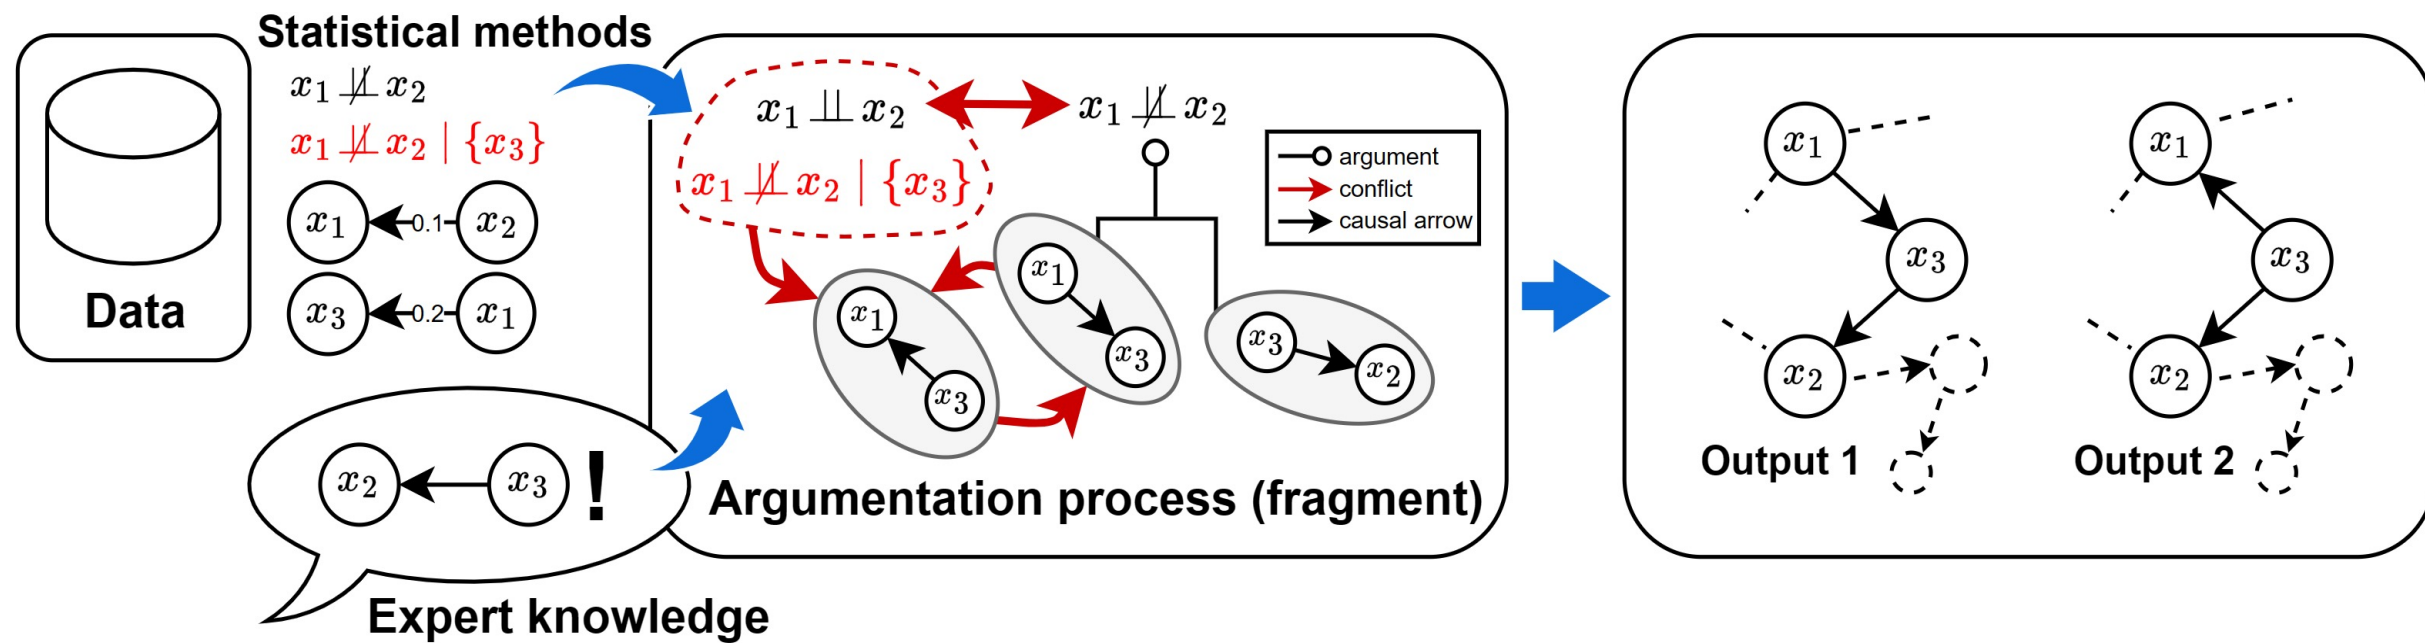 Statistical methods
x₁ ⫫̸ x₂
x₁ ⫫̸ x₂ | {x₃}
x₁ 0.1 x₂
x₃ 0.2 x₁
Data
x₂ x₃ !
Expert knowledge
x₁ ⫫ x₂
x₁ ⫫̸ x₂ | {x₃}
x₁ ⫫̸ x₂
argument
conflict
causal arrow
x₁
x₃
x₁
x₃
x₃
x₂
Argumentation process (fragment)
x₁
x₃
x₂
Output 1
x₁
x₃
x₂
Output 2